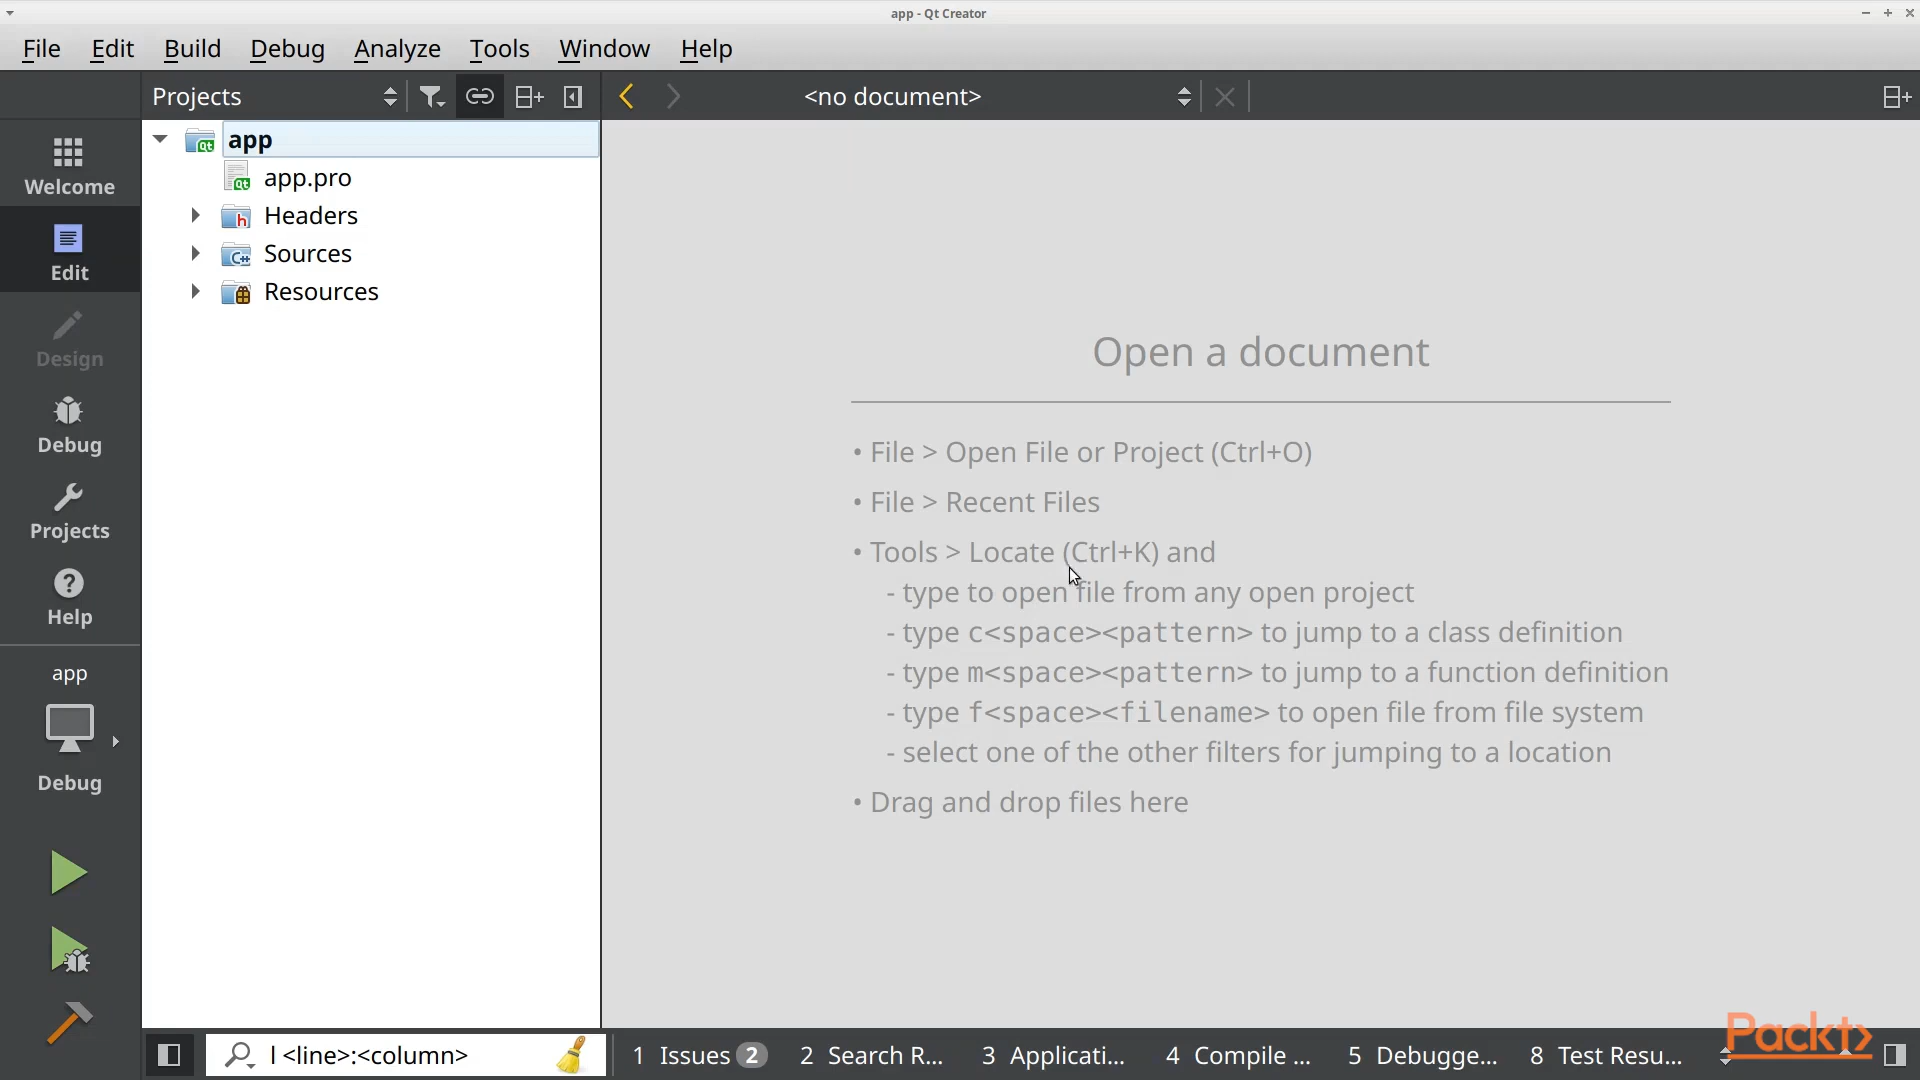 app - Qt Creator
File Edit Build Debug Analyze Tools Window Help
Projects
<no document>
Welcome
Edit
Design
Debug
Projects
Help
app
Debug
app
app.pro
Headers
Sources
Resources
Open a document
• File > Open File or Project (Ctrl+O)
• File > Recent Files
• Tools > Locate (Ctrl+K) and
- type to open file from any open project
- type c<space><pattern> to jump to a class definition
- type m<space><pattern> to jump to a function definition
- type f<space><filename> to open file from file system
- select one of the other filters for jumping to a location
• Drag and drop files here
l <line>:<column>
1 Issues 2
2 Search R...
3 Applicati...
4 Compile ...
5 Debugge...
8 Test Resu...
Packt>